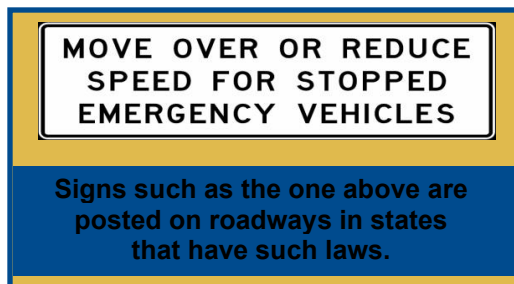 MOVE OVER OR REDUCE
SPEED FOR STOPPED
EMERGENCY VEHICLES
Signs such as the one above are
posted on roadways in states
that have such laws.